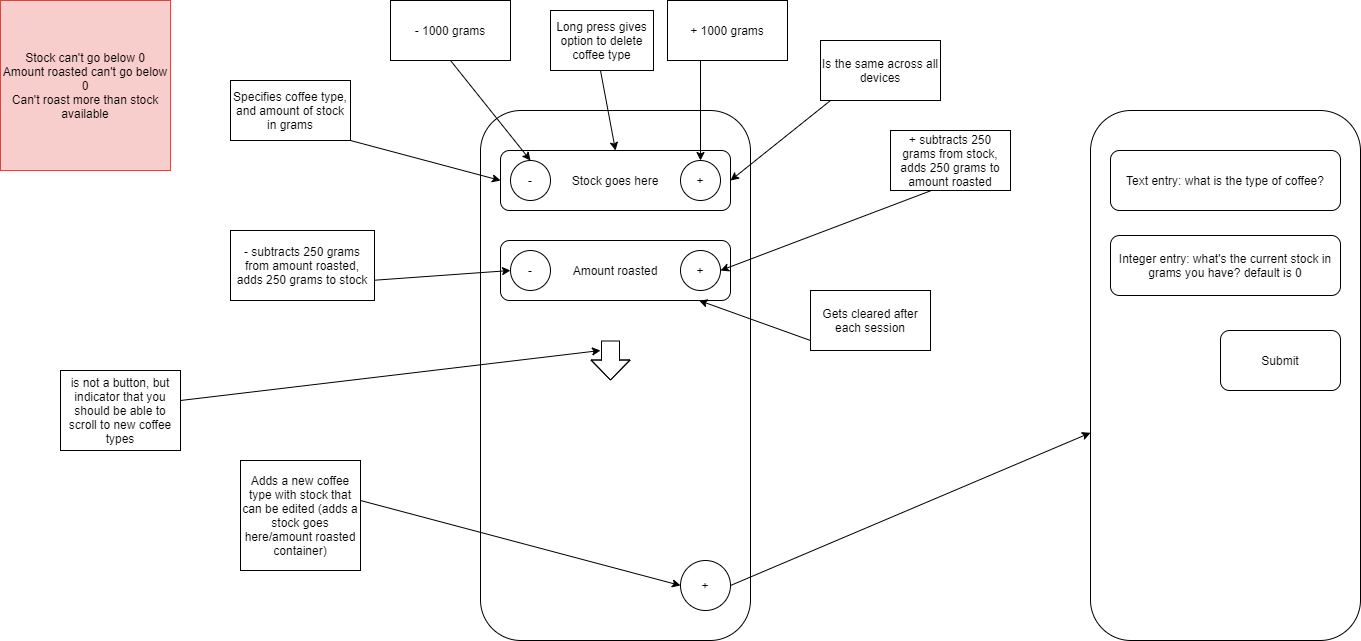 Stock can't go below 0
Amount roasted can't go below
0
Can't roast more than stock
available
- 1000 grams
Long press gives
option to delete
coffee type
+ 1000 grams
Is the same across all
devices
Specifies coffee type,
and amount of stock
in grams
-
Stock goes here
+
+ subtracts 250
grams from stock,
adds 250 grams to
amount roasted
- subtracts 250 grams
from amount roasted,
adds 250 grams to stock
-
Amount roasted
+
Gets cleared after
each session
is not a button, but
indicator that you
should be able to
scroll to new coffee
types
Adds a new coffee
type with stock that
can be edited (adds a
stock goes
here/amount roasted
container)
+
Text entry: what is the type of coffee?
Integer entry: what's the current stock in
grams you have? default is 0
Submit